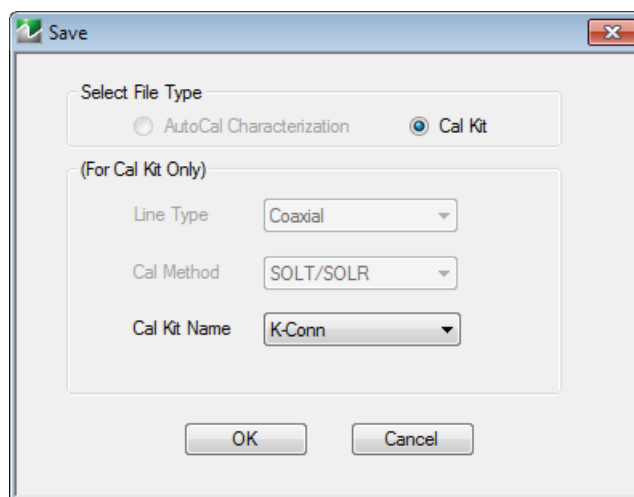 Save
Select File Type
AutoCal Characterization
Cal Kit
(For Cal Kit Only)
Line Type
Coaxial
Cal Method
SOLT/SOLR
Cal Kit Name
K-Conn
OK
Cancel